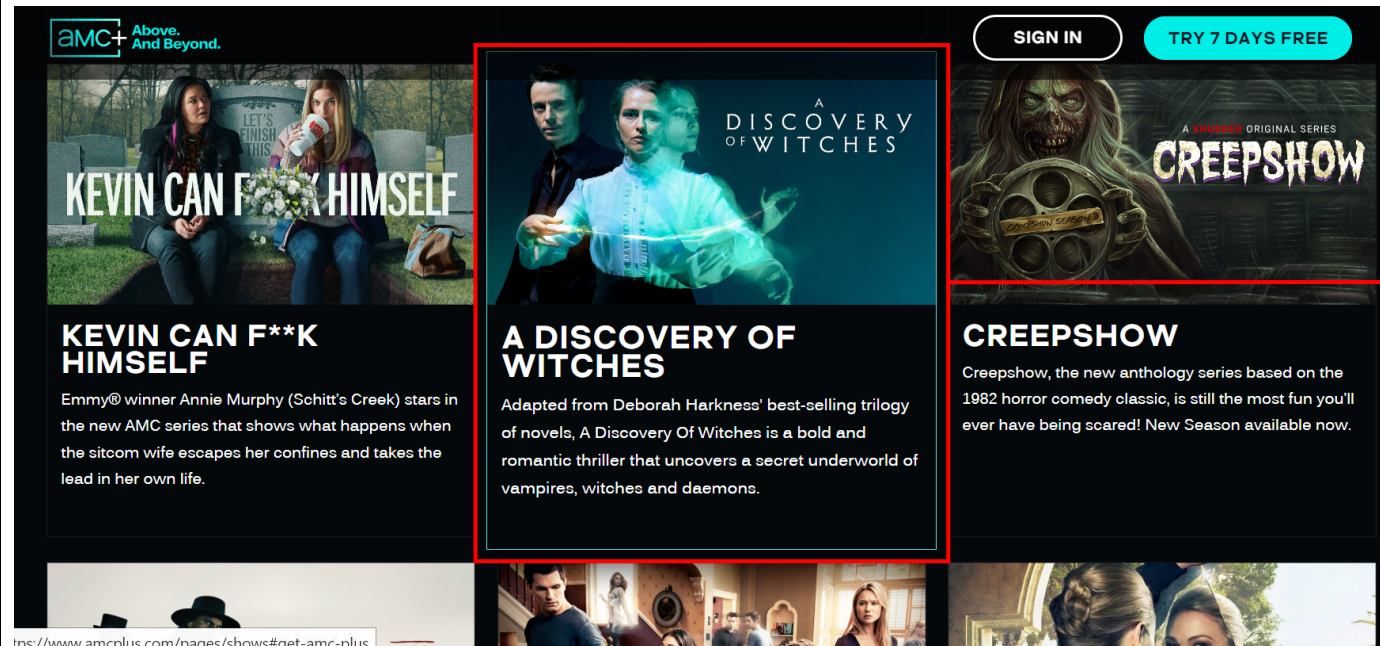 aMC+ Above.
And Beyond.
SIGN IN
TRY 7 DAYS FREE
LET'S
FINISH
THIS
KEVIN CAN F K HIMSELF
A
DISCOVERY
OF WITCHES
A SHUDDER ORIGINAL SERIES
CREEPSHOW
CREEPSHOW SEASON 3
KEVIN CAN F**K
HIMSELF
Emmy® winner Annie Murphy (Schitt's Creek) stars in
the new AMC series that shows what happens when
the sitcom wife escapes her confines and takes the
lead in her own life.
A DISCOVERY OF
WITCHES
Adapted from Deborah Harkness' best-selling trilogy
of novels, A Discovery Of Witches is a bold and
romantic thriller that uncovers a secret underworld of
vampires, witches and daemons.
CREEPSHOW
Creepshow, the new anthology series based on the
1982 horror comedy classic, is still the most fun you'll
ever have being scared! New Season available now.
tps://www.amcplus.com/pages/shows#get-amc-plus